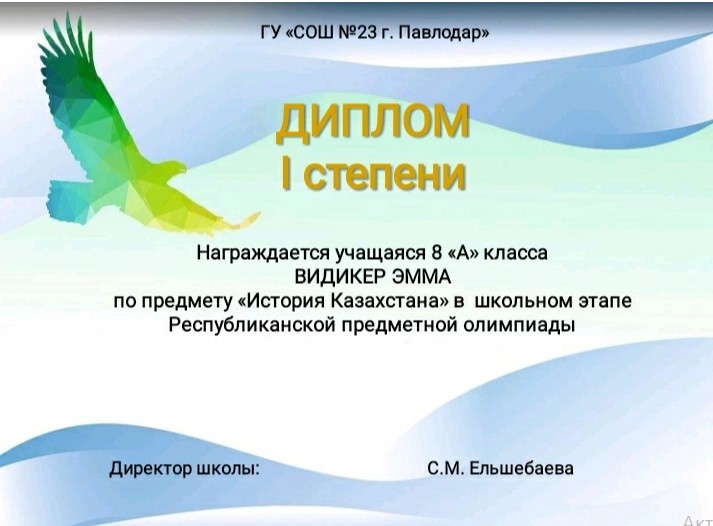 ГУ «СОШ №23 г. Павлодар»
ДИПЛОМ
I степени
Награждается учащаяся 8 «А» класса
ВИДИКЕР ЭММА
по предмету «История Казахстана» в школьном этапе
Республиканской предметной олимпиады
Директор школы: С.М. Ельшебаева